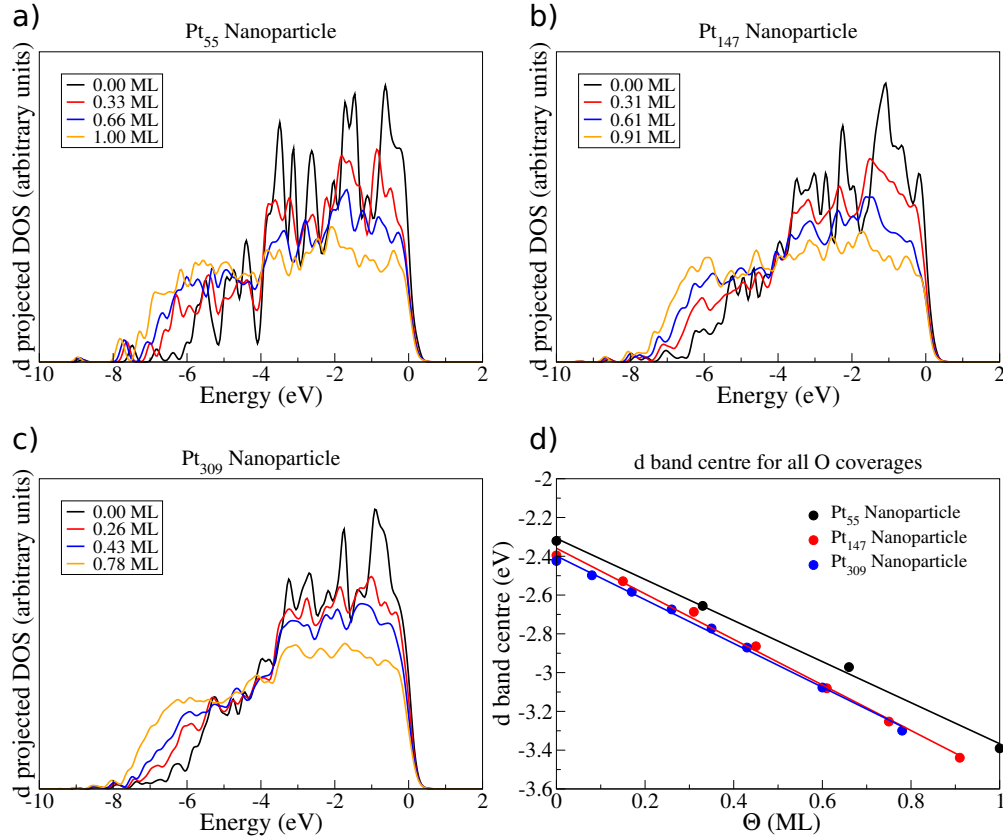 a)
Pt55 Nanoparticle
d projected DOS (arbitrary units)
0.00 ML
0.33 ML
0.66 ML
1.00 ML
-10 -8 -6 -4 -2 0 2
Energy (eV)
b)
Pt147 Nanoparticle
d projected DOS (arbitrary units)
0.00 ML
0.31 ML
0.61 ML
0.91 ML
-10 -8 -6 -4 -2 0 2
Energy (eV)
c)
Pt309 Nanoparticle
d projected DOS (arbitrary units)
0.00 ML
0.26 ML
0.43 ML
0.78 ML
-10 -8 -6 -4 -2 0 2
Energy (eV)
d)
d band centre for all O coverages
d band centre (eV)
-2
-2.2
-2.4
-2.6
-2.8
-3
-3.2
-3.4
-3.6
Pt55 Nanoparticle
Pt147 Nanoparticle
Pt309 Nanoparticle
0 0.2 0.4 0.6 0.8 1
Θ (ML)